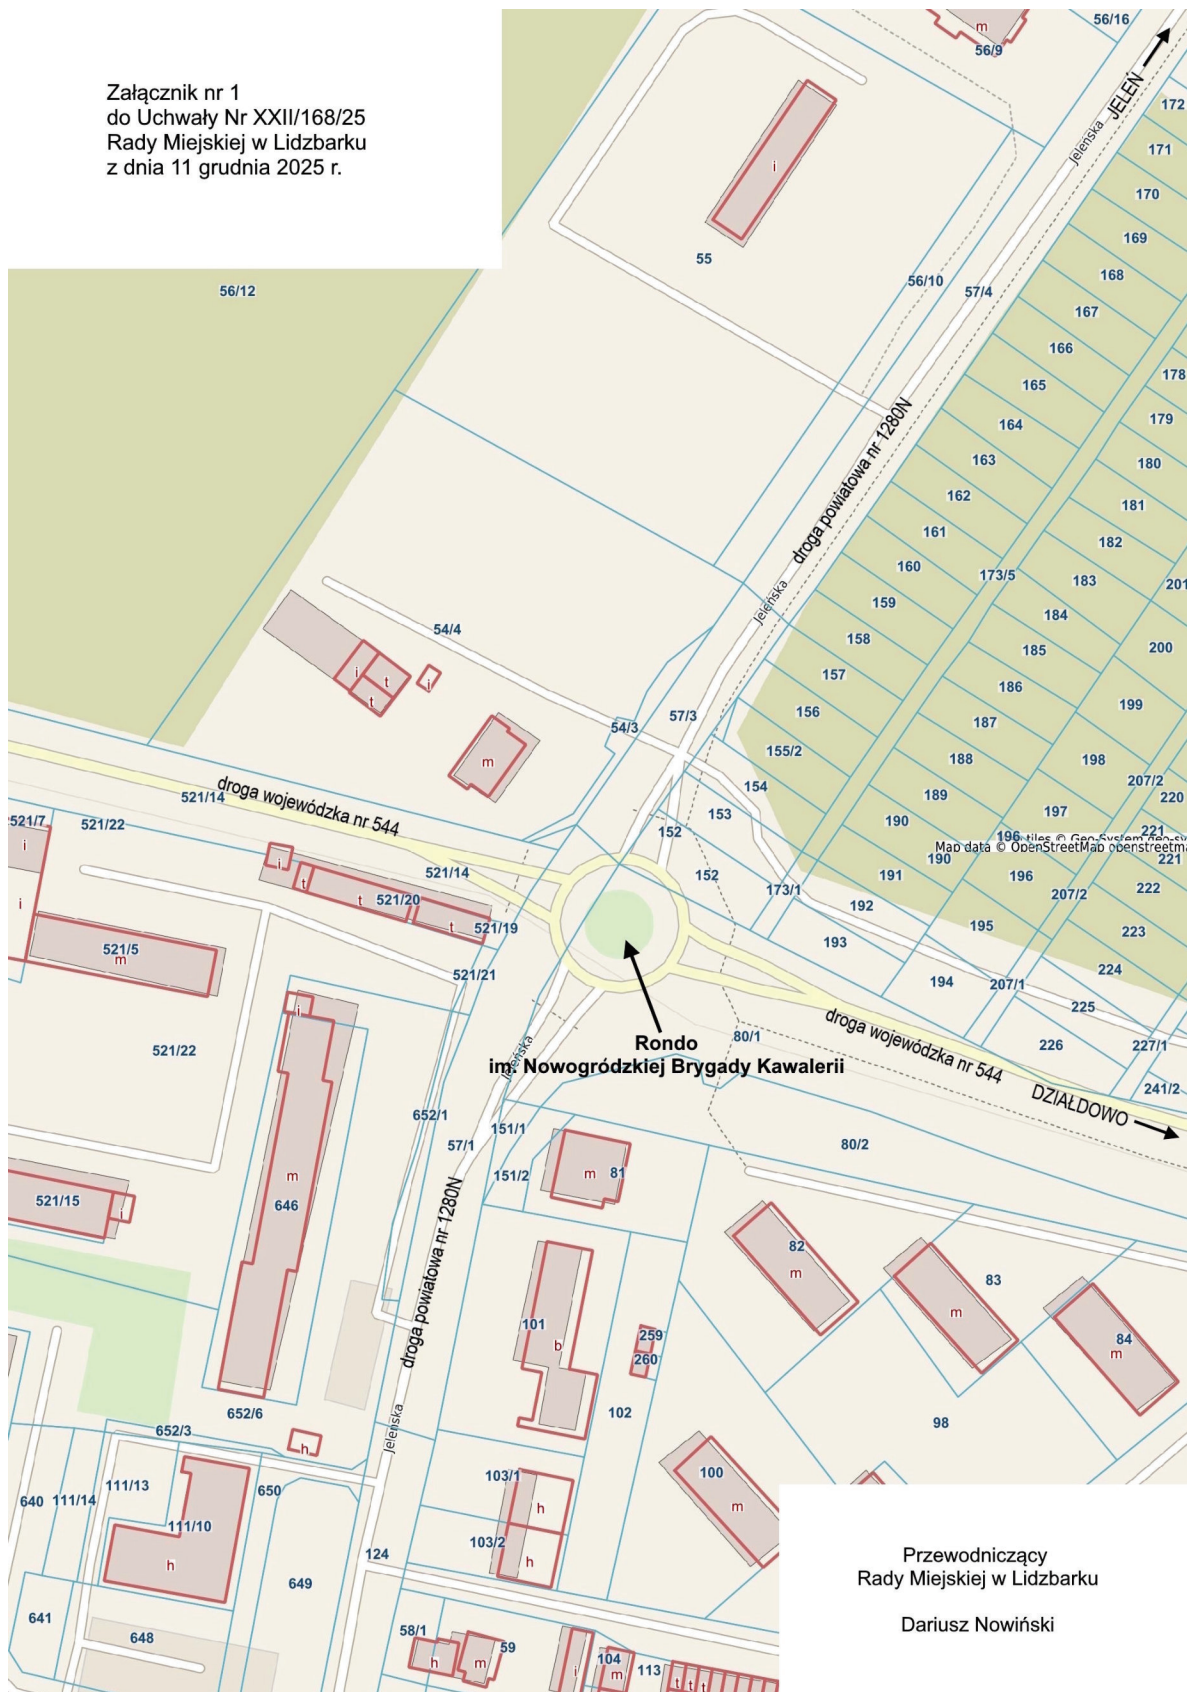 Załącznik nr 1
do Uchwały Nr XXII/168/25
Rady Miejskiej w Lidzbarku
z dnia 11 grudnia 2025 r.
56/16
m
56/9
JELEŃ
172
Jeleńska
171
i
170
169
55
168
56/10
57/4
56/12
167
166
178
165
droga powiatowa nr 1280N
179
164
163
180
162
181
161
182
160
173/5
183
201
Jeleńska
159
184
54/4
158
185
200
157
186
i
t
i
t
199
156
57/3
187
54/3
155/2
188
198
m
154
207/2
droga wojewódzka nr 544
189
220
521/14
153
197
521/7
521/22
152
190
196
tiles © Geo-System
221
Map data © OpenStreetMap openstreetma
i
i
190
221
521/14
152
191
196
222
t
521/20
t
173/1
192
207/2
i
521/19
195
223
521/5
m
193
224
521/21
194
207/1
i
225
droga wojewódzka nr 544
80/1
Rondo
im. Nowogródzkiej Brygady Kawalerii
521/22
Jeleńska
226
227/1
241/2
DZIAŁDOWO
652/1
151/1
57/1
80/2
m
151/2
m
81
521/15
i
646
droga powiatowa nr 1280N
82
m
83
m
101
259
b
260
84
m
652/6
102
98
652/3
Jeleńska
h
103/1
100
m
111/13
650
640
111/14
h
111/10
103/2
h
h
124
649
Przewodniczący
Rady Miejskiej w Lidzbarku
641
58/1
Dariusz Nowiński
648
59
h
m
i
104
m
113
t
t
t